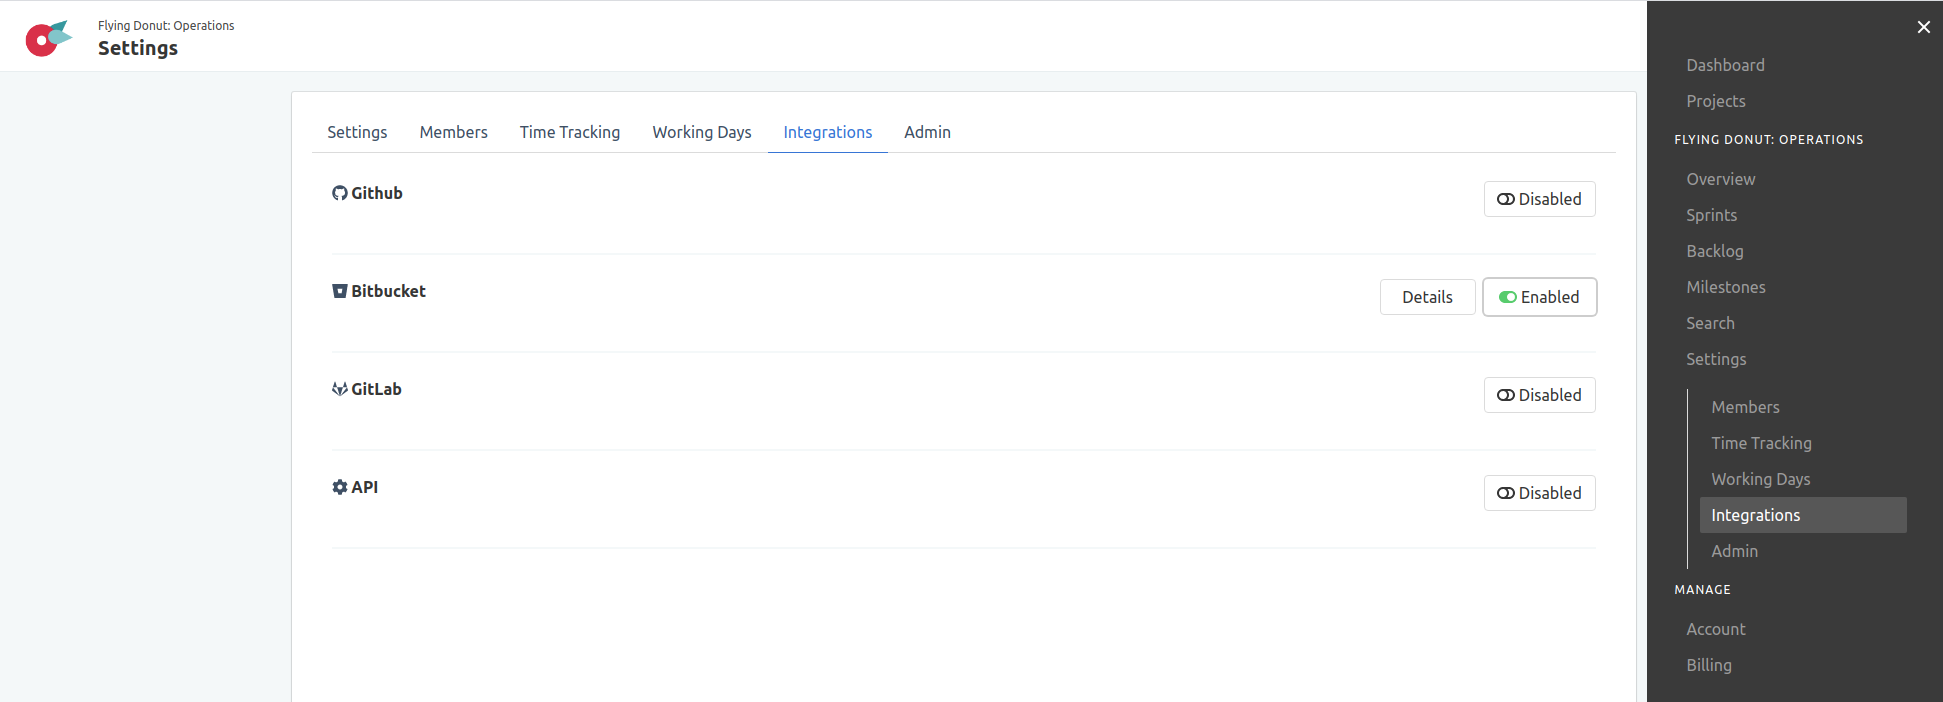 Flying Donut: Operations
Settings
Settings Members Time Tracking Working Days Integrations Admin
Github Disabled
Bitbucket Details Enabled
GitLab Disabled
API Disabled
Dashboard
Projects
FLYING DONUT: OPERATIONS
Overview
Sprints
Backlog
Milestones
Search
Settings
Members
Time Tracking
Working Days
Integrations
Admin
MANAGE
Account
Billing